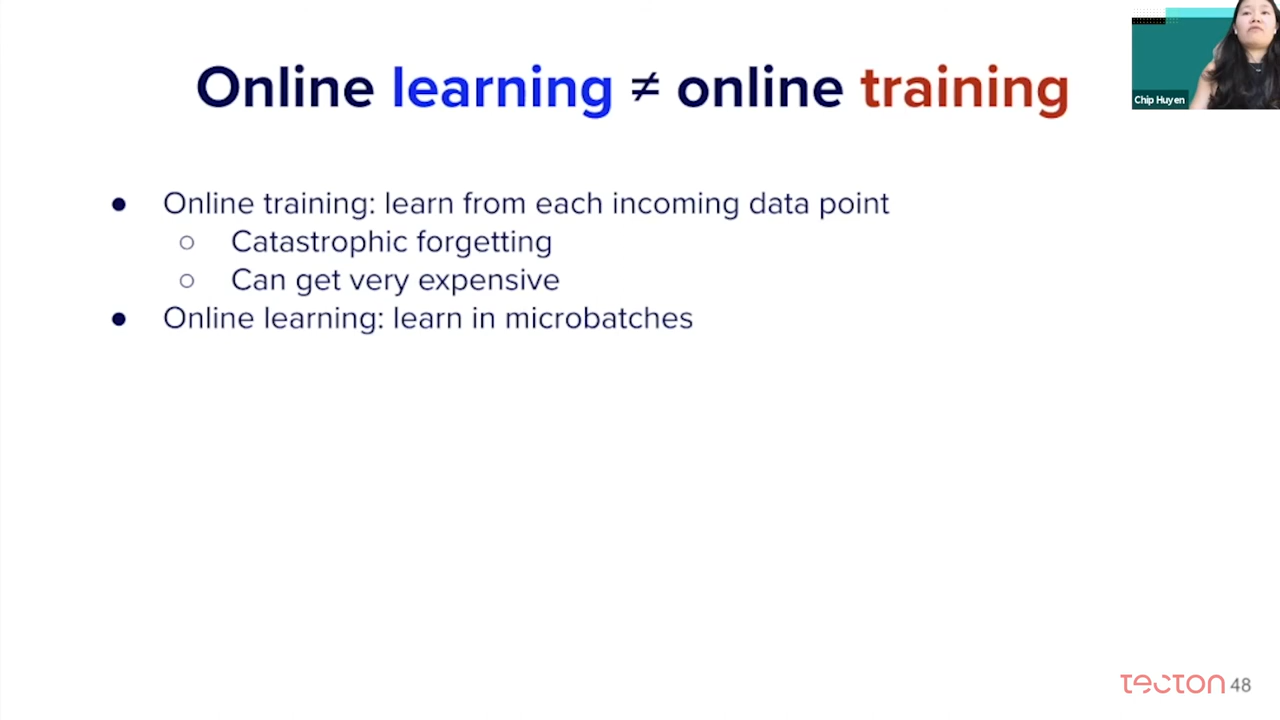 Online learning ≠ online training
Chip Huyen
● Online training: learn from each incoming data point
○ Catastrophic forgetting
○ Can get very expensive
● Online learning: learn in microbatches
tecton 48